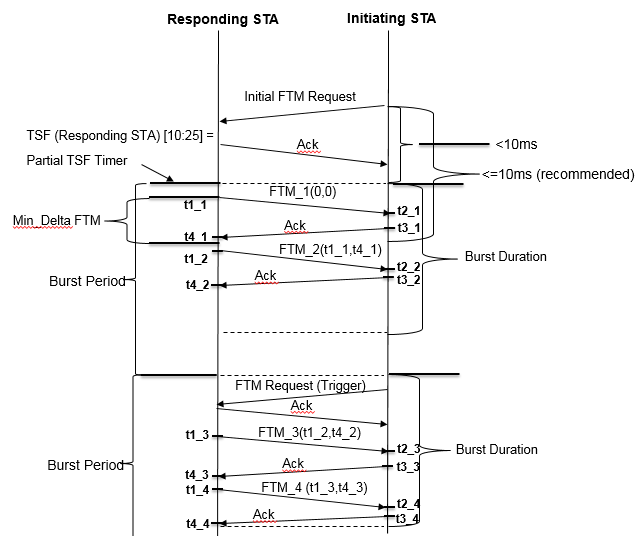 Responding STA
Initiating STA
Initial FTM Request
TSF (Responding STA) [10:25] =
Ack
<10ms
Partial TSF Timer
<=10ms (recommended)
FTM_1(0,0)
t1_1
t2_1
Min_Delta FTM
Ack
t3_1
t4_1
FTM_2(t1_1,t4_1)
t1_2
Burst Duration
t2_2
Burst Period
Ack
t3_2
t4_2
FTM Request (Trigger)
Ack
t1_3
FTM_3(t1_2,t4_2)
t2_3
Burst Duration
Burst Period
Ack
t3_3
t4_3
t1_4
FTM_4 (t1_3,t4_3)
t2_4
Ack
t3_4
t4_4